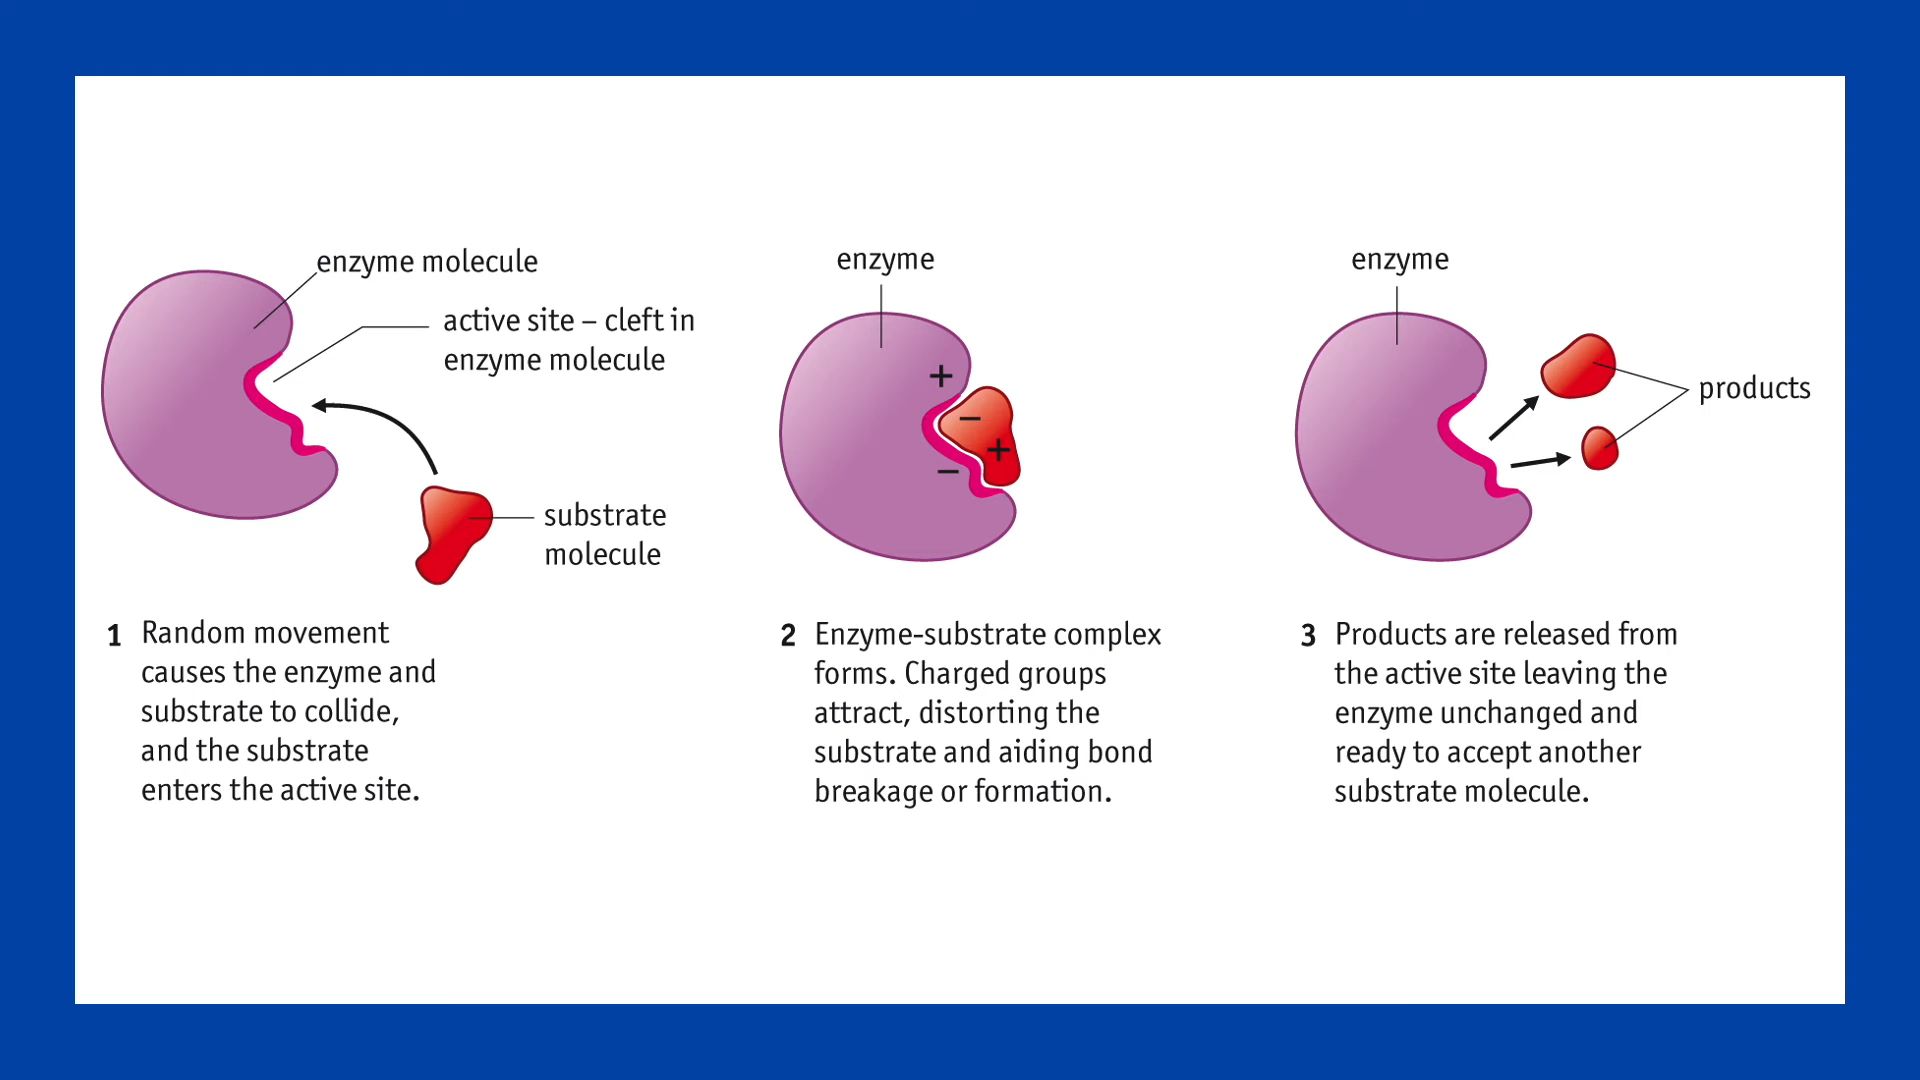 enzyme molecule
active site – cleft in
enzyme molecule
substrate
molecule
1 Random movement
causes the enzyme and
substrate to collide,
and the substrate
enters the active site.
enzyme
+
–
+
–
2 Enzyme-substrate complex
forms. Charged groups
attract, distorting the
substrate and aiding bond
breakage or formation.
enzyme
products
3 Products are released from
the active site leaving the
enzyme unchanged and
ready to accept another
substrate molecule.